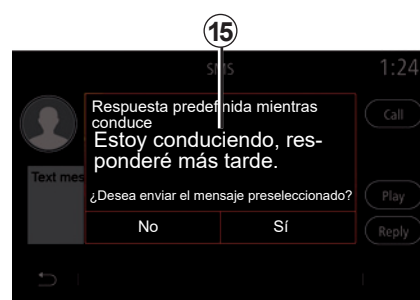 15
SMS
1:24
Respuesta predefinida mientras
conduce
Call
Estoy conduciendo, res-
ponderé más tarde.
Text mes
¿Desea enviar el mensaje preseleccionado?
Play
No
Sí
Reply